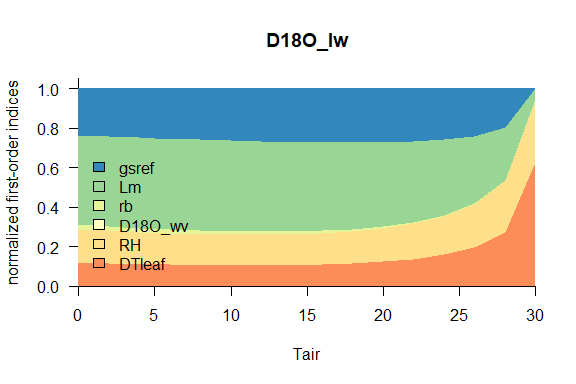 D18O_lw
normalized first-order indices
1.0
0.8
0.6
0.4
0.2
0.0
gsref
Lm
rb
D18O_wv
RH
DTleaf
0 5 10 15 20 25 30
Tair